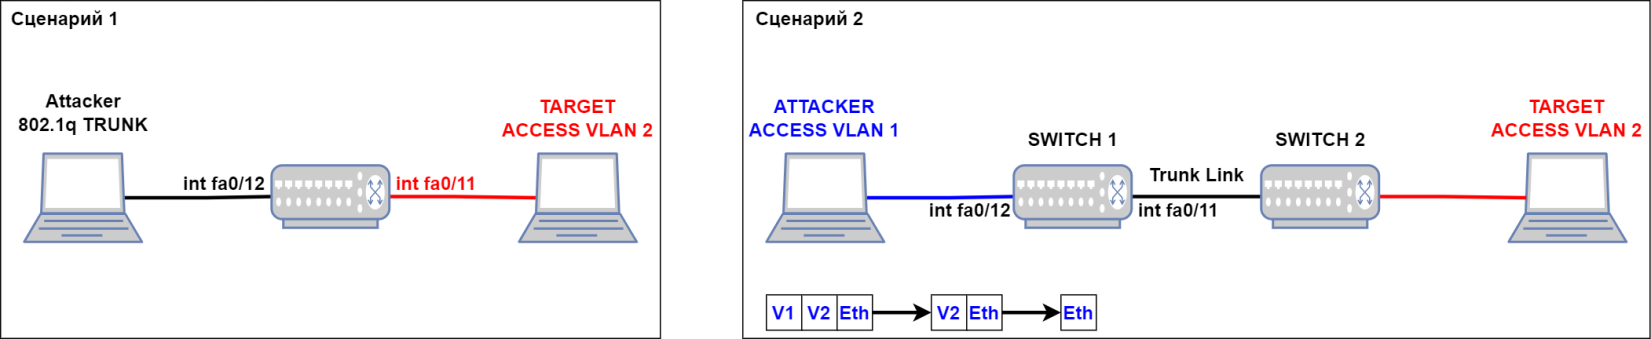 Сценарий 1
Attacker
802.1q TRUNK
TARGET
ACCESS VLAN 2
int fa0/12
int fa0/11
Сценарий 2
ATTACKER
ACCESS VLAN 1
SWITCH 1
SWITCH 2
TARGET
ACCESS VLAN 2
Trunk Link
int fa0/12
int fa0/11
V1 V2 Eth
V2 Eth
Eth